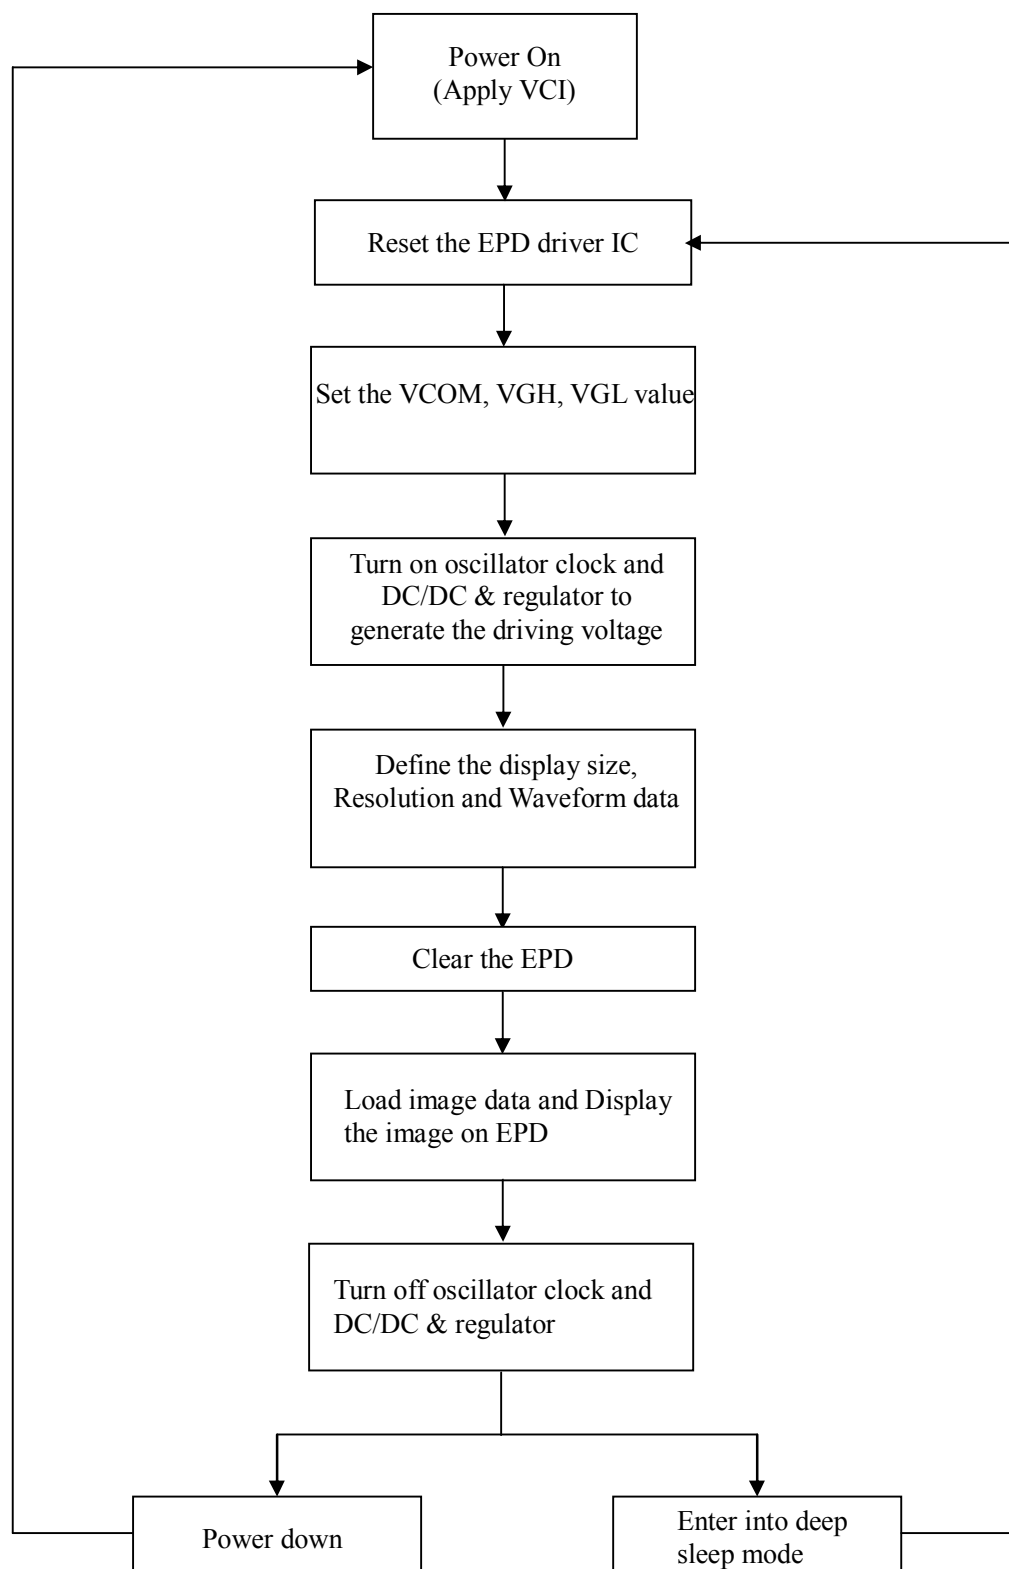 Power On
(Apply VCI)
Reset the EPD driver IC
Set the VCOM, VGH, VGL value
Turn on oscillator clock and
DC/DC & regulator to
generate the driving voltage
Define the display size,
Resolution and Waveform data
Clear the EPD
Load image data and Display
the image on EPD
Turn off oscillator clock and
DC/DC & regulator
Power down
Enter into deep
sleep mode